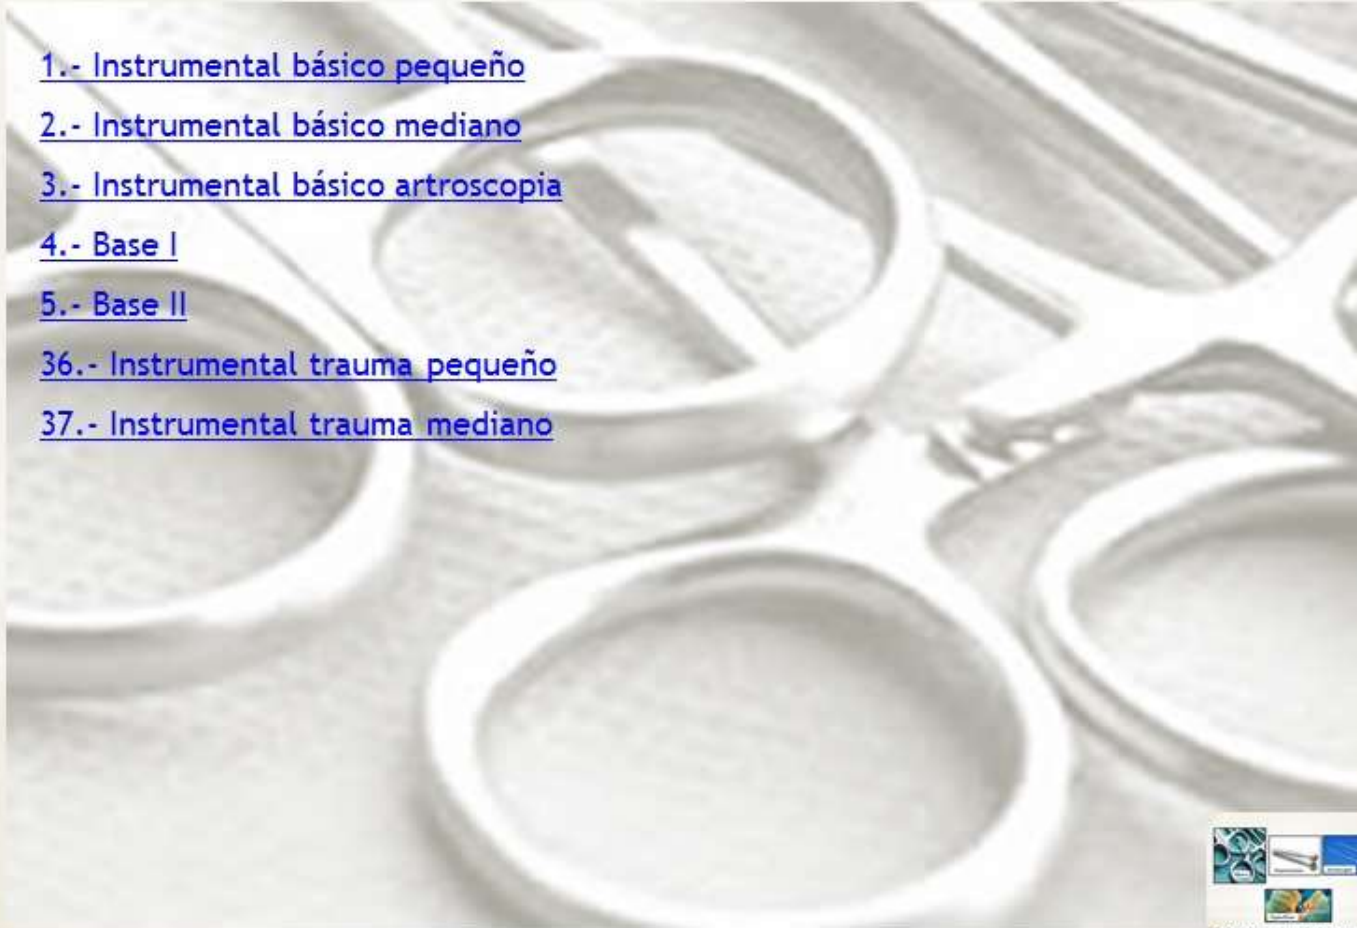 1.- Instrumental básico pequeño
2.- Instrumental básico mediano
3.- Instrumental básico artroscopia
4.- Base I
5.- Base II
36.- Instrumental trauma pequeño
37.- Instrumental trauma mediano